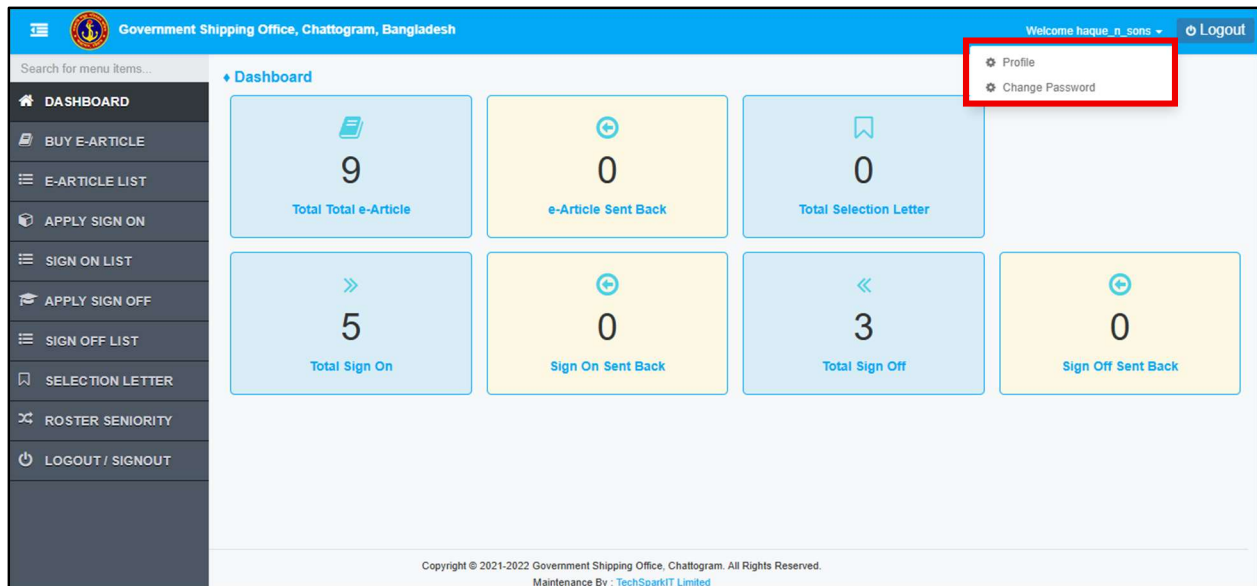 Government Shipping Office, Chattogram, Bangladesh
Welcome haque_n_sons
Logout
Profile
Change Password
Search for menu items...
DASHBOARD
BUY E-ARTICLE
E-ARTICLE LIST
APPLY SIGN ON
SIGN ON LIST
APPLY SIGN OFF
SIGN OFF LIST
SELECTION LETTER
ROSTER SENIORITY
LOGOUT / SIGNOUT
Dashboard
9
Total Total e-Article
0
e-Article Sent Back
0
Total Selection Letter
5
Total Sign On
0
Sign On Sent Back
3
Total Sign Off
0
Sign Off Sent Back
Copyright © 2021-2022 Government Shipping Office, Chattogram. All Rights Reserved.
Maintenance By : TechSparkIT Limited